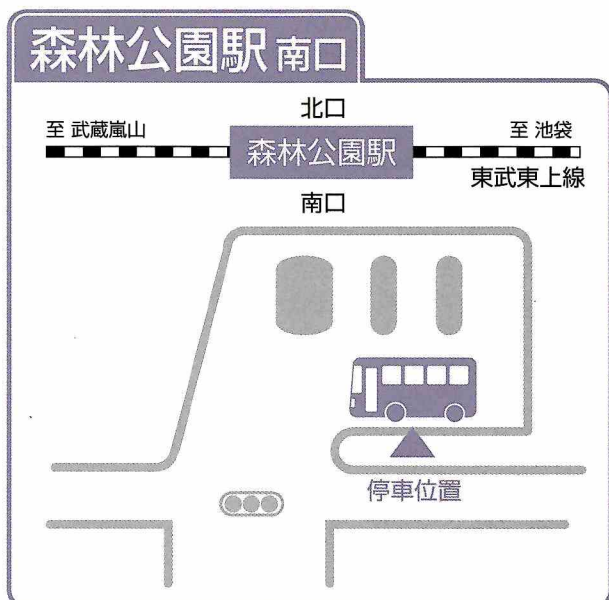 森林公園駅 南口
北口
至 武蔵嵐山
至 池袋
森林公園駅
東武東上線
南口
停車位置